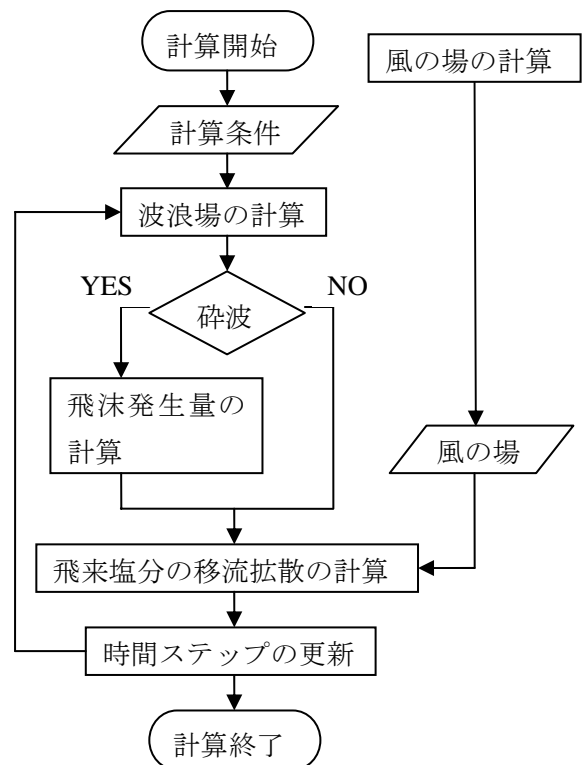 計算開始
風の場の計算
計算条件
波浪場の計算
YES
NO
砕波
飛沫発生量の
計算
風の場
飛来塩分の移流拡散の計算
時間ステップの更新
計算終了